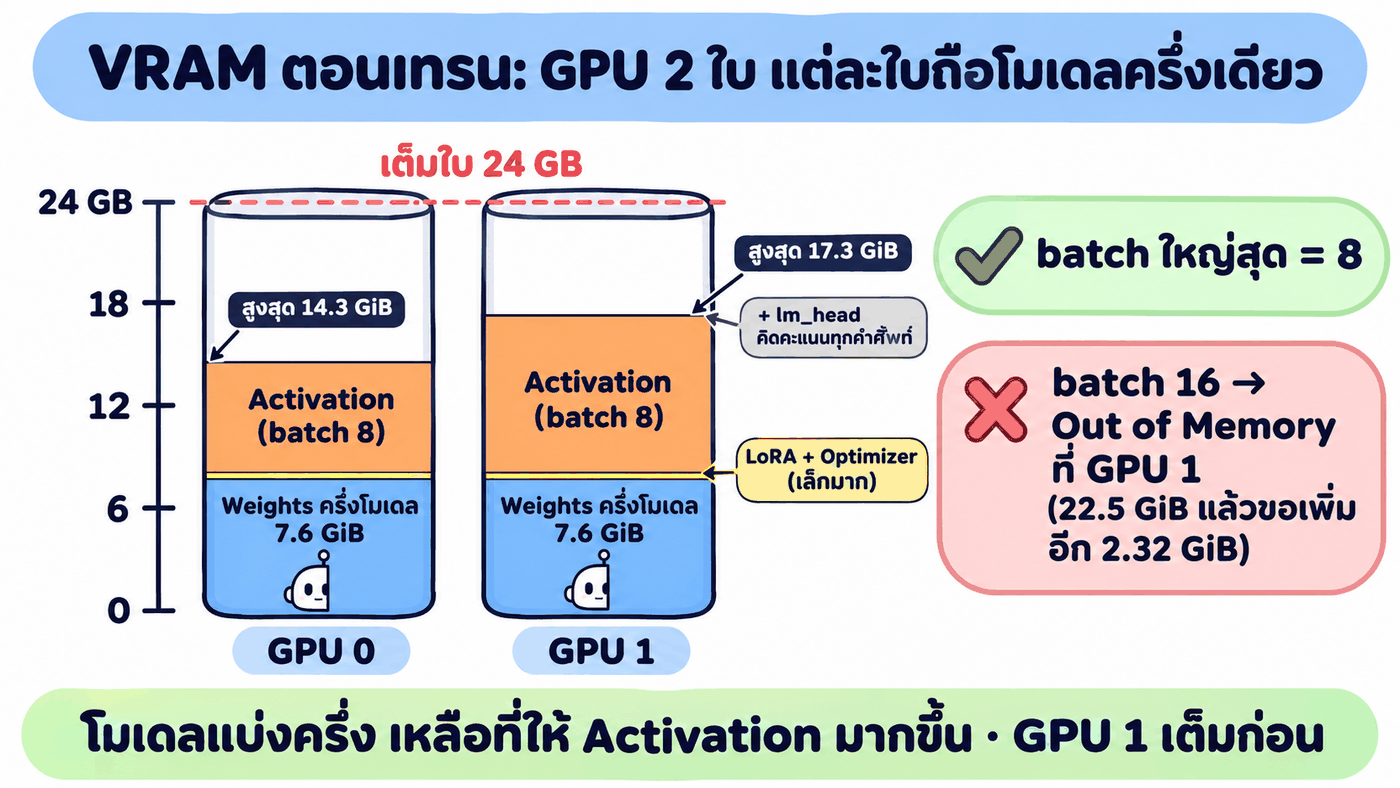 VRAM ตอนเทรน: GPU 2 ใบ แต่ละใบถือโมเดลครึ่งเดียว
เต็มใบ 24 GB
24 GB
18
12
6
0
สูงสุด 14.3 GiB
Activation
(batch 8)
Weights ครึ่งโมเดล
7.6 GiB
GPU 0
สูงสุด 17.3 GiB
+ lm_head
คิดคะแนนทุกคำศัพท์
Activation
(batch 8)
LoRA + Optimizer
(เล็กมาก)
Weights ครึ่งโมเดล
7.6 GiB
GPU 1
batch ใหญ่สุด = 8
batch 16 →
Out of Memory
ที่ GPU 1
(22.5 GiB แล้วขอเพิ่ม
อีก 2.32 GiB)
โมเดลแบ่งครึ่ง เหลือที่ให้ Activation มากขึ้น · GPU 1 เต็มก่อน